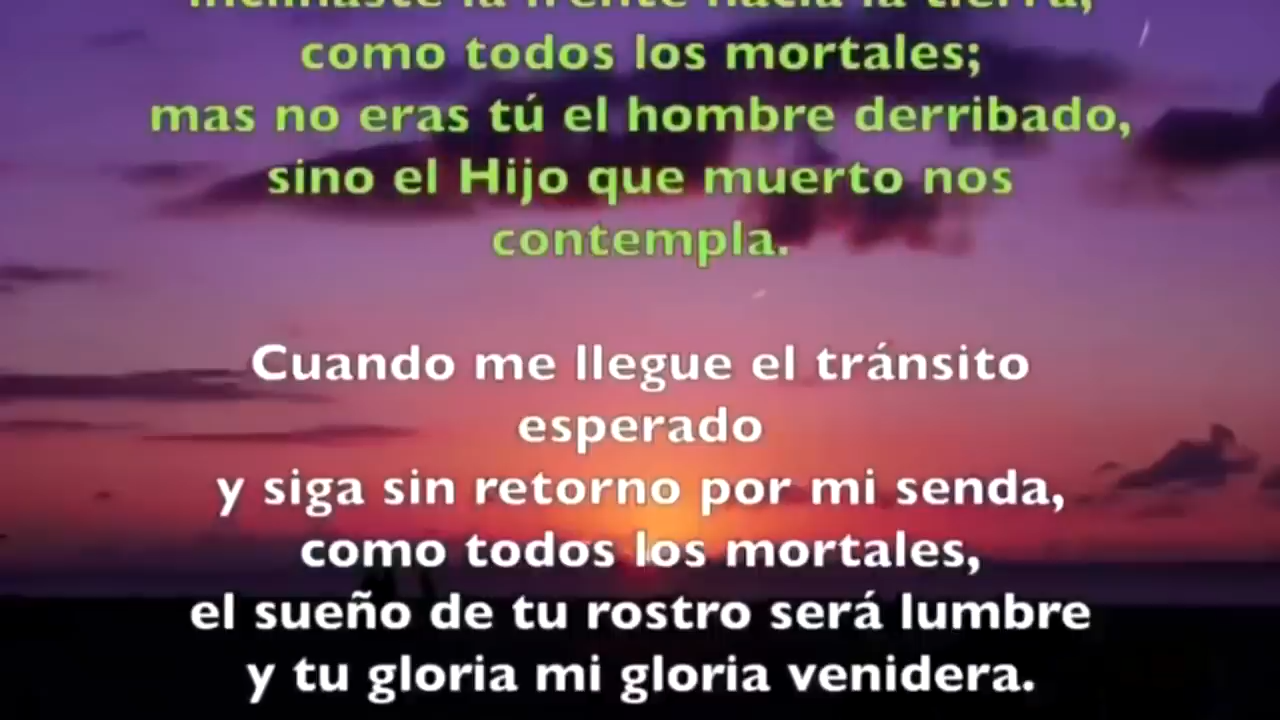 inclinaste la frente hacia la tierra,
como todos los mortales;
mas no eras tú el hombre derribado,
sino el Hijo que muerto nos
contempla.
Cuando me llegue el tránsito
esperado
y siga sin retorno por mi senda,
como todos los mortales,
el sueño de tu rostro será lumbre
y tu gloria mi gloria venidera.